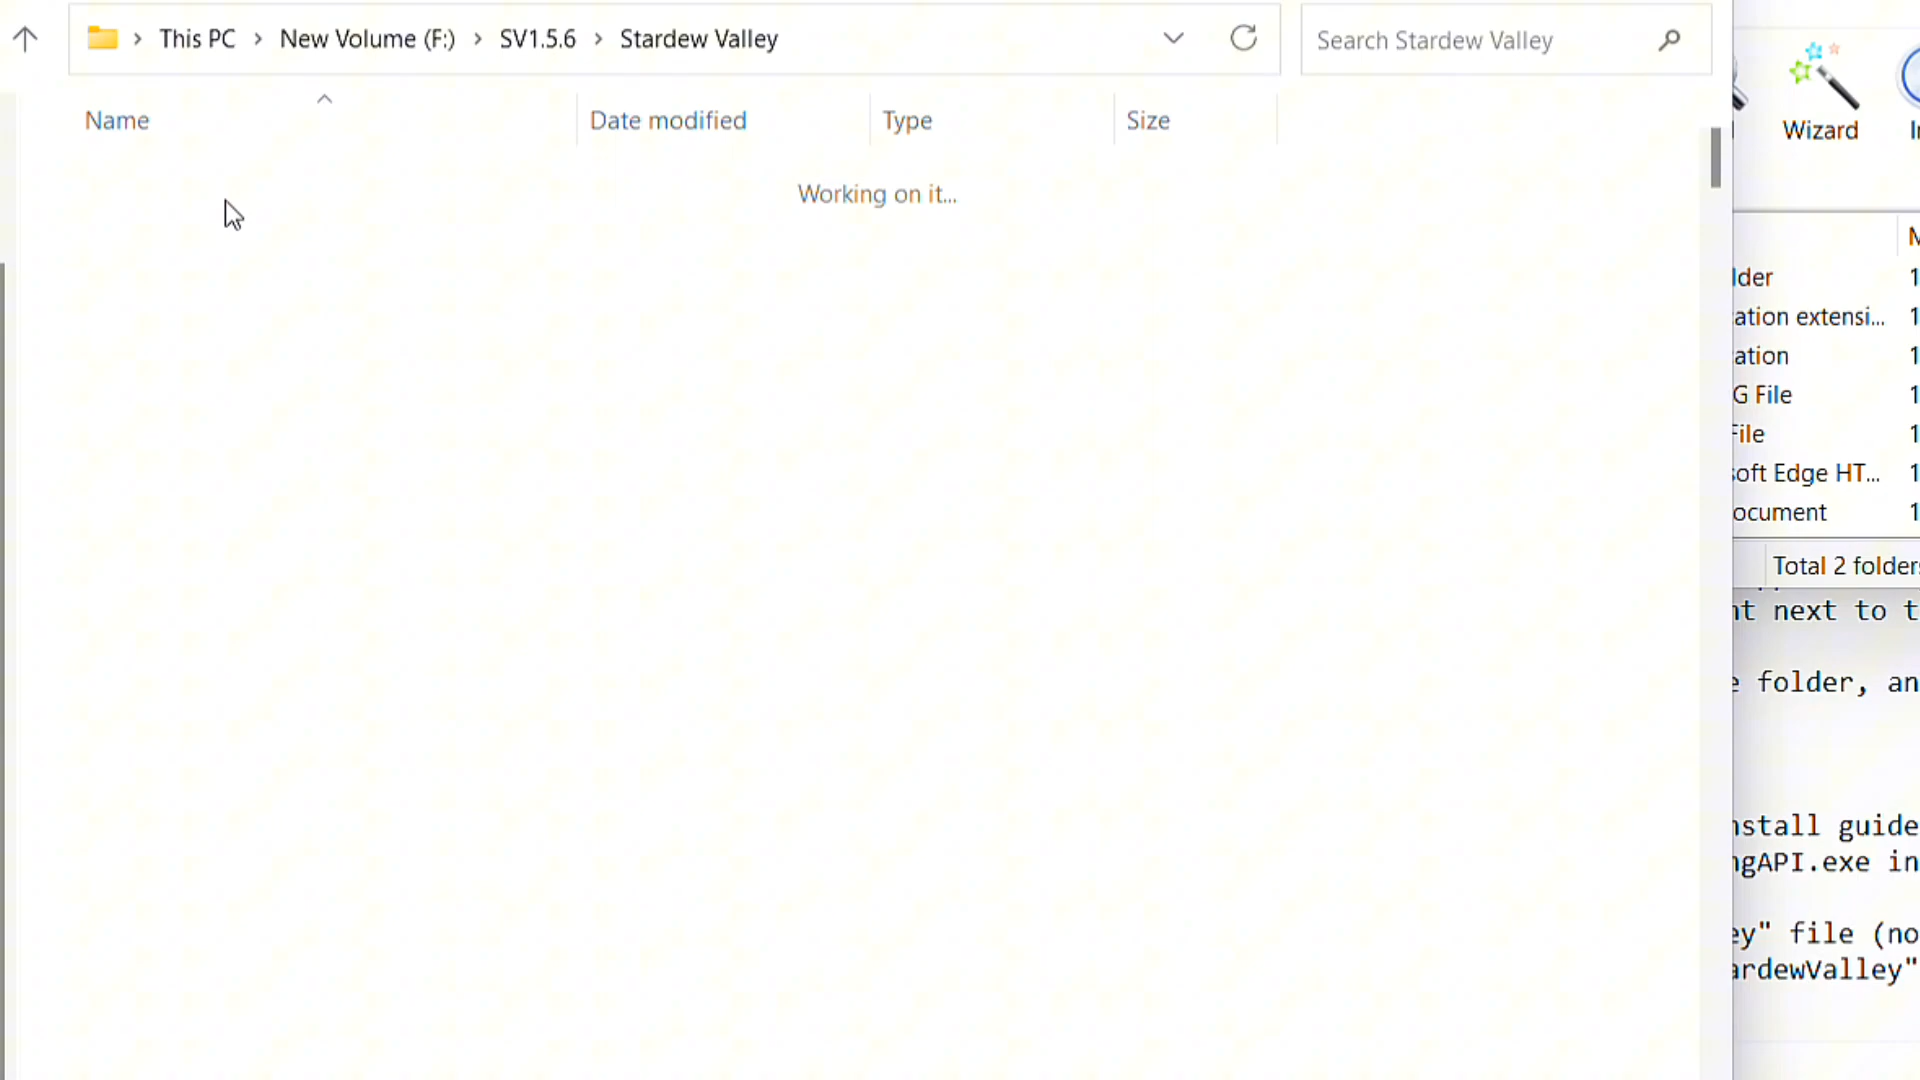 This PC > New Volume (F:) > SV1.5.6 > Stardew Valley
Search Stardew Valley
Name
Date modified
Type
Size
Working on it...
Wizard
lder
ation extensi...
ation
G File
File
soft Edge HT...
ocument
Total 2 folders
nt next to t
e folder, an
nstall guide
ngAPI.exe in
ey" file (no
ardewValley"